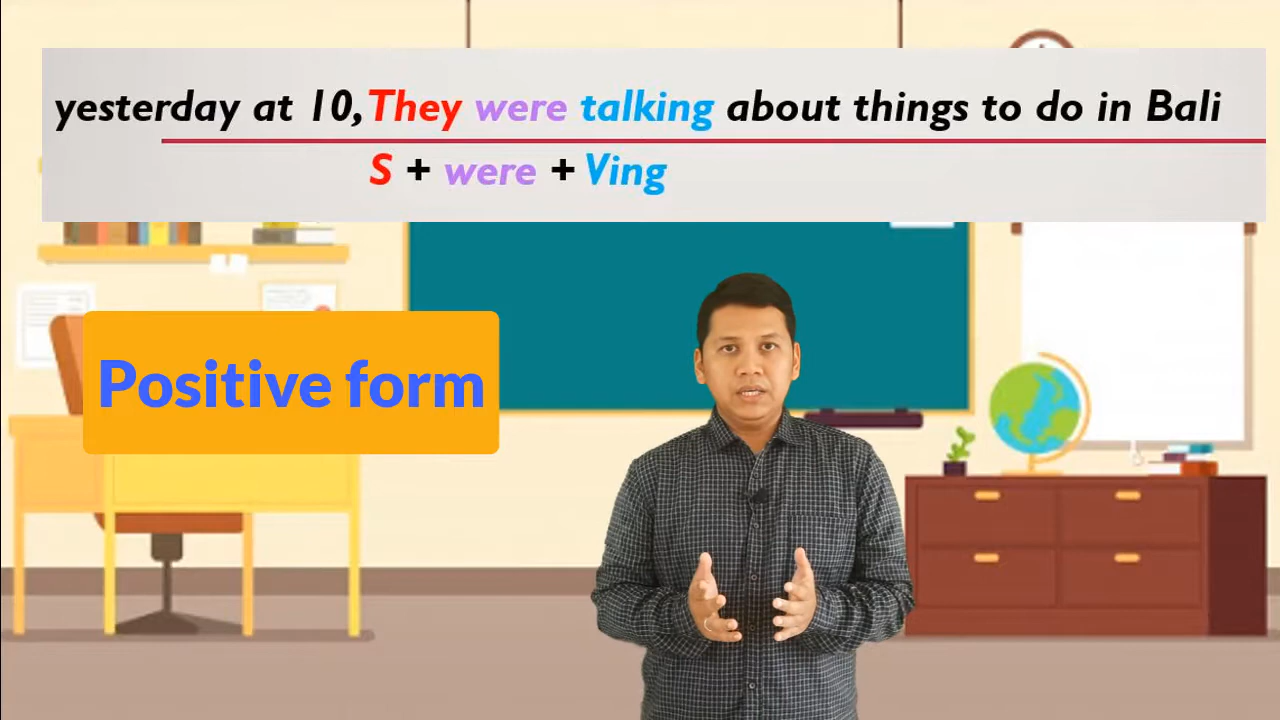 yesterday at 10, They were talking about things to do in Bali
S + were + Ving
Positive form